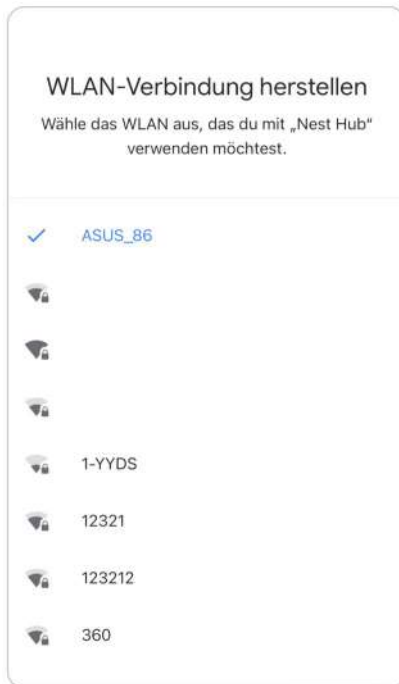 WLAN-Verbindung herstellen
Wähle das WLAN aus, das du mit „Nest Hub“
verwenden möchtest.
ASUS_86
1-YYDS
12321
123212
360